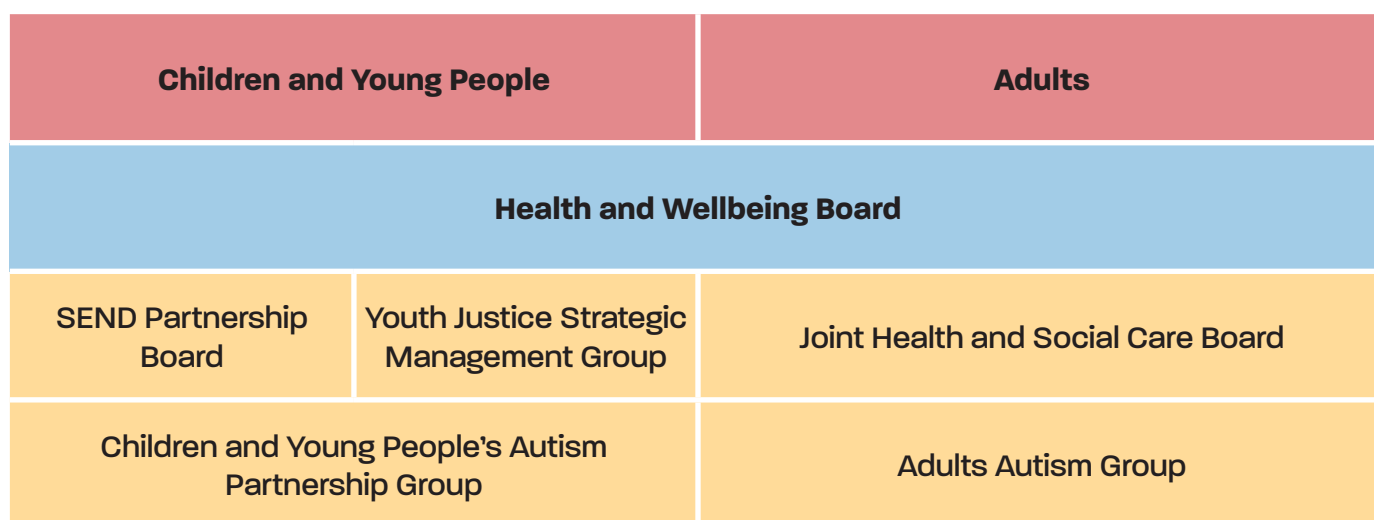 Children and Young People
Adults
Health and Wellbeing Board
SEND Partnership
Board
Youth Justice Strategic
Management Group
Joint Health and Social Care Board
Children and Young People’s Autism
Partnership Group
Adults Autism Group